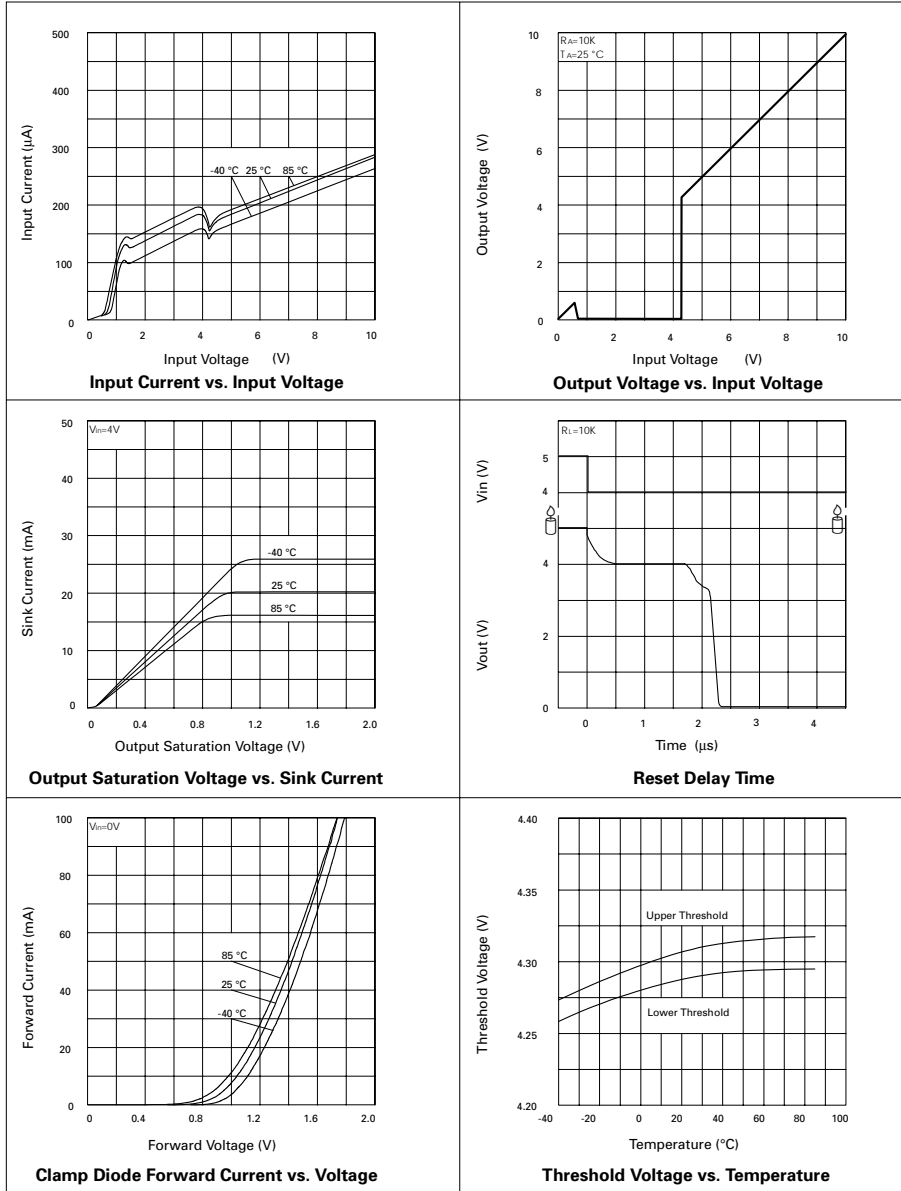 500
400
300
200
100
0
0 2 4 6 8 10
-40 °C 25 °C 85 °C
Input Current (µA)
Input Voltage (V)
Input Current vs. Input Voltage
RA=10K
TA=25 °C
10
8
6
4
2
0
0 2 4 6 8 10
Output Voltage (V)
Input Voltage (V)
Output Voltage vs. Input Voltage
Vin=4V
50
40
30
20
10
0
0 0.4 0.8 1.2 1.6 2.0
-40 °C
25 °C
85 °C
Sink Current (mA)
Output Saturation Voltage (V)
Output Saturation Voltage vs. Sink Current
RL=10K
5
4
4
2
0
0 1 2 3 4
Vin (V)
Vout (V)
Time (µs)
Reset Delay Time
Vin=0V
100
80
60
40
20
0
0 0.4 0.8 1.2 1.6 2.0
85 °C
25 °C
-40 °C
Forward Current (mA)
Forward Voltage (V)
Clamp Diode Forward Current vs. Voltage
4.40
4.35
4.30
4.25
4.20
-40 -20 0 20 40 60 80 100
Upper Threshold
Lower Threshold
Threshold Voltage (V)
Temperature (°C)
Threshold Voltage vs. Temperature